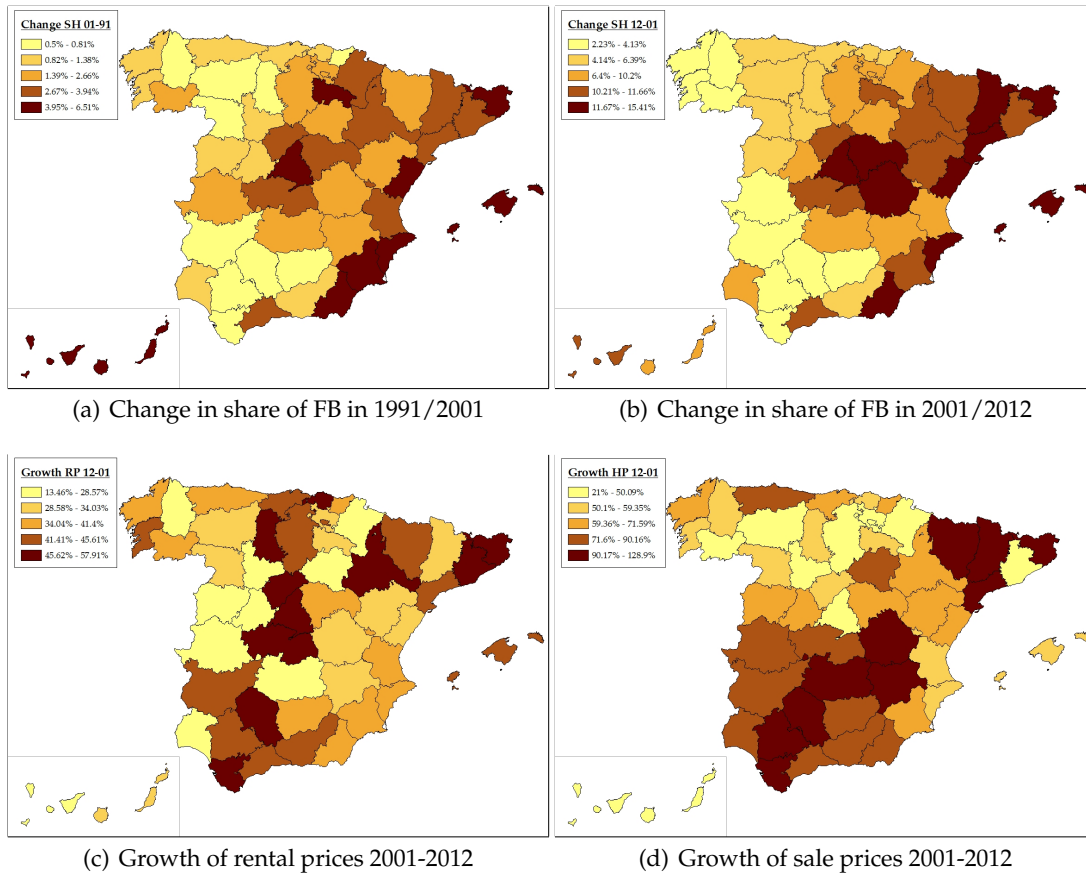 Change SH 01-91
0.5% - 0.81%
0.82% - 1.38%
1.39% - 2.66%
2.67% - 3.94%
3.95% - 6.51%
(a) Change in share of FB in 1991/2001
Change SH 12-01
2.23% - 4.13%
4.14% - 6.39%
6.4% - 10.2%
10.21% - 11.66%
11.67% - 15.41%
(b) Change in share of FB in 2001/2012
Growth RP 12-01
13.46% - 28.57%
28.58% - 34.03%
34.04% - 41.4%
41.41% - 45.61%
45.62% - 57.91%
(c) Growth of rental prices 2001-2012
Growth HP 12-01
21% - 50.09%
50.1% - 59.35%
59.36% - 71.59%
71.6% - 90.16%
90.17% - 128.9%
(d) Growth of sale prices 2001-2012